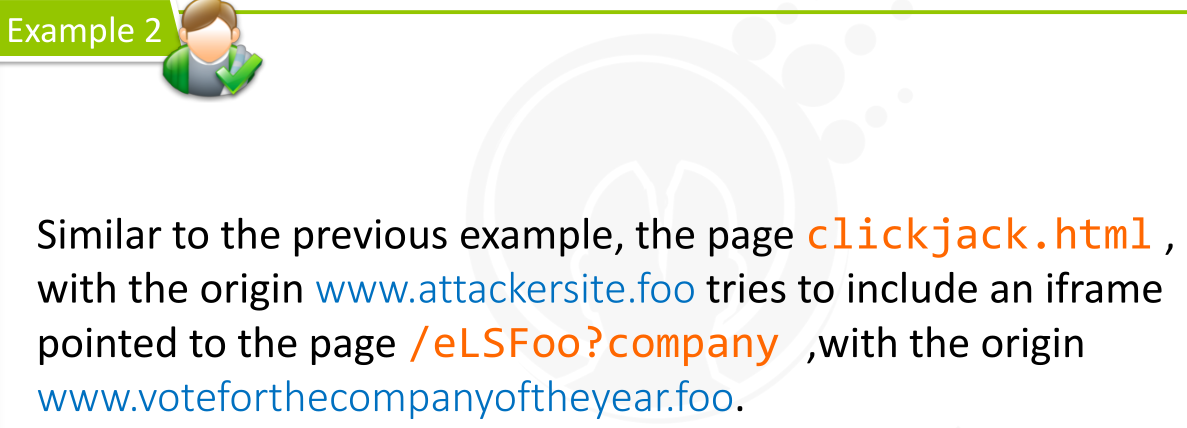 Example 2
Similar to the previous example, the page clickjack.html ,
with the origin www.attackersite.foo tries to include an iframe
pointed to the page /eLSFoo?company ,with the origin
www.voteforthecompanyoftheyear.foo.